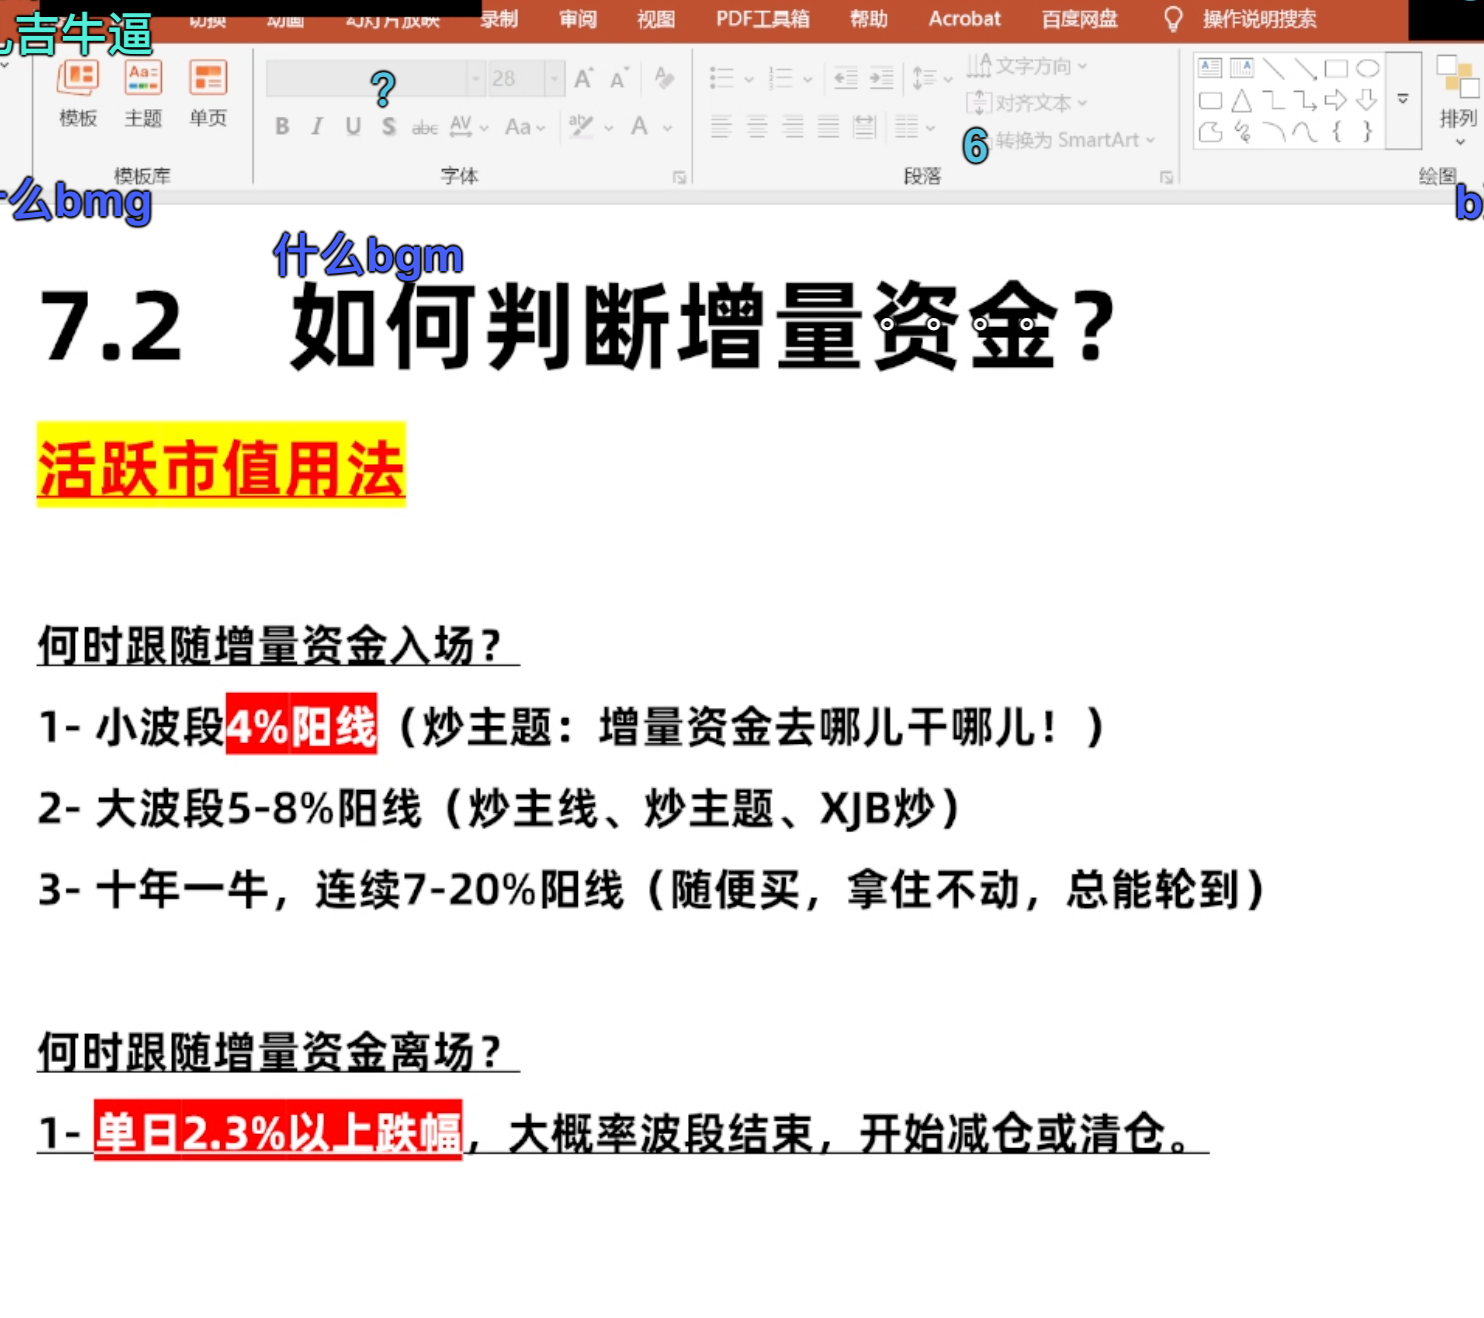 切换 动画 幻灯片放映 录制 审阅 视图 PDF工具箱 帮助 Acrobat 百度网盘 操作说明搜索
吉牛逼
模板 主题 单页
模板库
?
28
B I U S abc AV Aa A
字体
文字方向
对齐文本
6
转换为 SmartArt
段落
排列
绘图
什么bmg
b
什么bgm
7.2 如何判断增量资金?
活跃市值用法
何时跟随增量资金入场?
1- 小波段4%阳线（炒主题：增量资金去哪儿干哪儿！）
2- 大波段5-8%阳线（炒主线、炒主题、XJB炒）
3- 十年一牛，连续7-20%阳线（随便买，拿住不动，总能轮到）
何时跟随增量资金离场?
1- 单日2.3%以上跌幅，大概率波段结束，开始减仓或清仓。